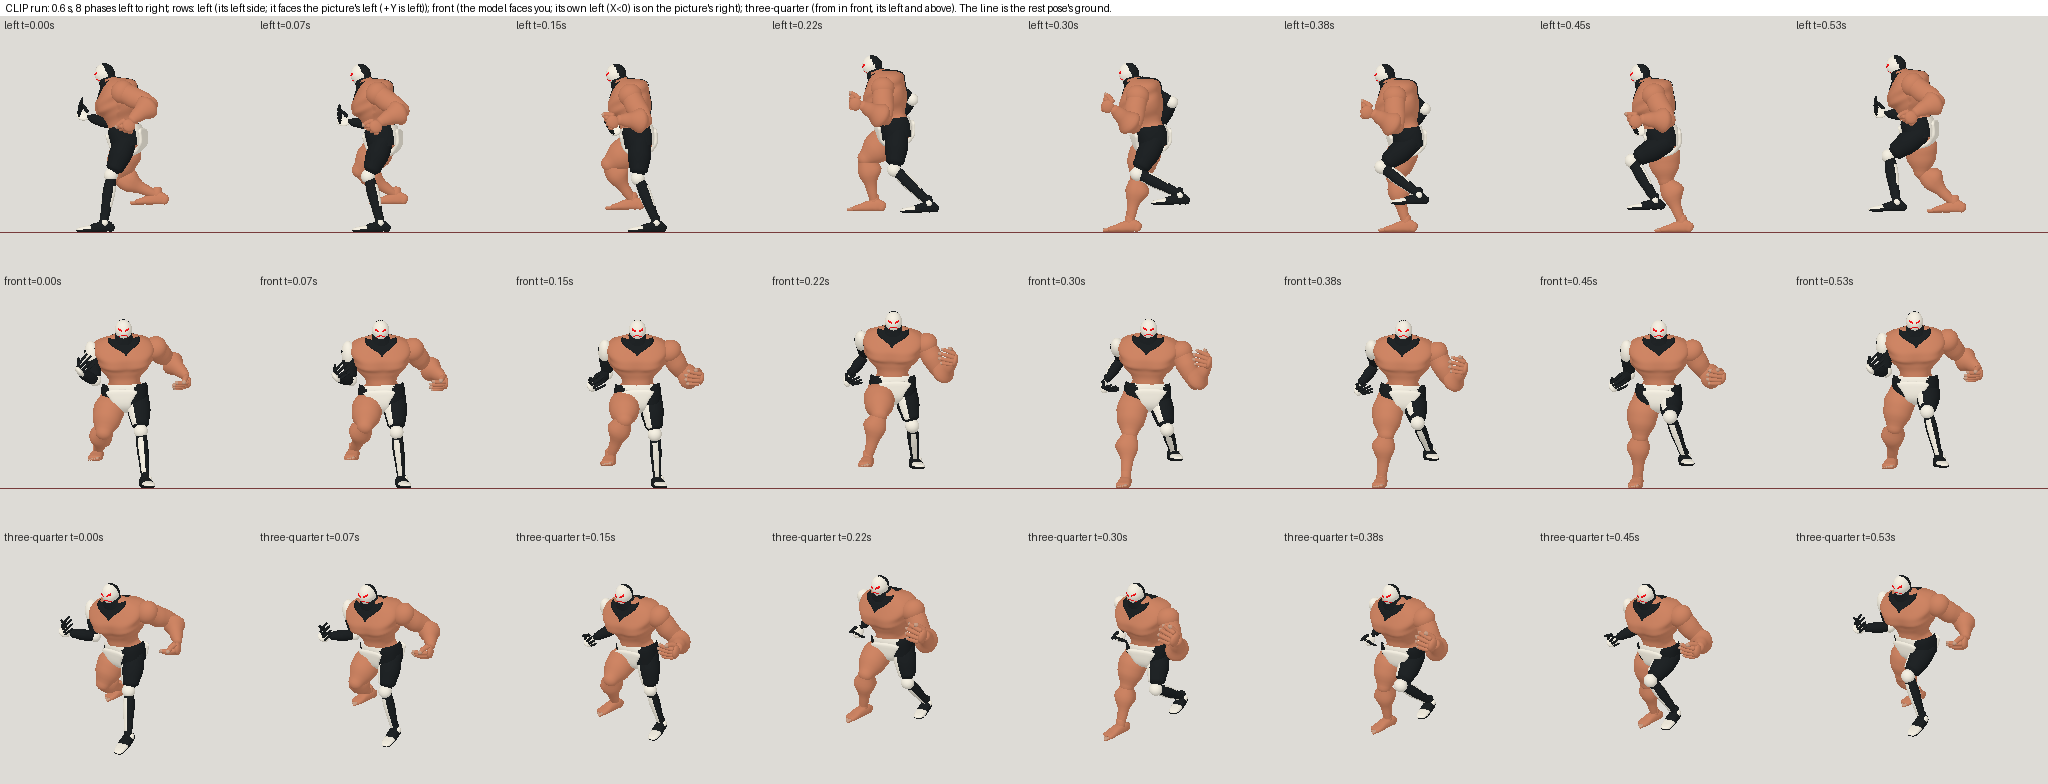 CLIP run: 0.6 s, 8 phases left to right; rows: left (its left side; it faces the picture's left (+Y is left)); front (the model faces you; its own left (X<0) is on the picture's right); three-quarter (from in front, its left and above). The line is the rest pose's ground.
left t=0.00s left t=0.07s left t=0.15s left t=0.22s left t=0.30s left t=0.38s left t=0.45s left t=0.53s
front t=0.00s front t=0.07s front t=0.15s front t=0.22s front t=0.30s front t=0.38s front t=0.45s front t=0.53s
three-quarter t=0.00s three-quarter t=0.07s three-quarter t=0.15s three-quarter t=0.22s three-quarter t=0.30s three-quarter t=0.38s three-quarter t=0.45s three-quarter t=0.53s